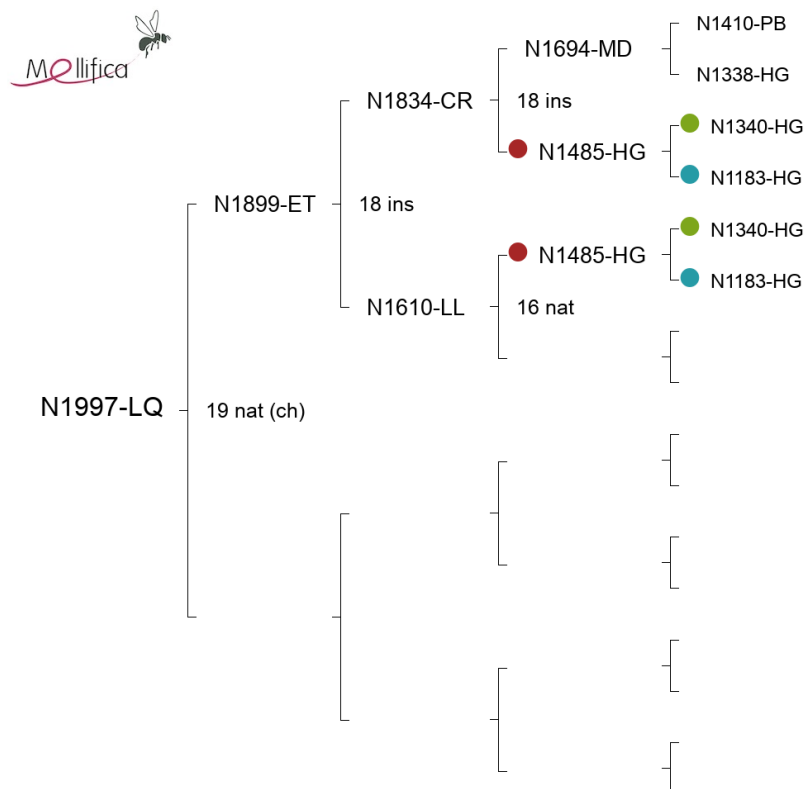 Mellifica
N1410-PB
N1694-MD
N1338-HG
N1834-CR
18 ins
N1340-HG
N1485-HG
N1183-HG
N1899-ET
18 ins
N1340-HG
N1485-HG
N1183-HG
N1610-LL
16 nat
N1997-LQ
19 nat (ch)